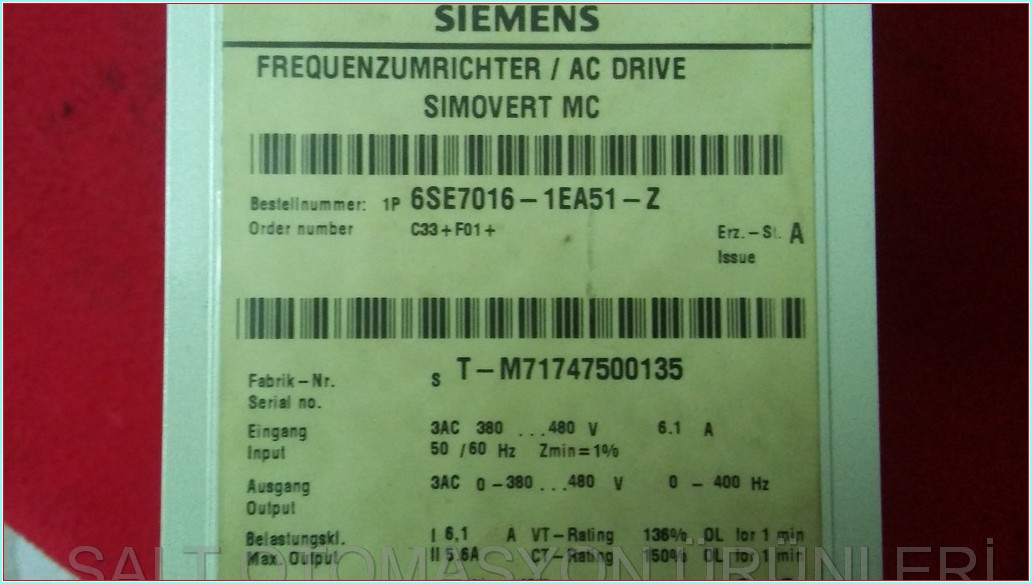 SIEMENS
FREQUENZUMRICHTER / AC DRIVE
SIMOVERT MC
Bestellnummer: 1P 6SE7016 – 1EA51 – Z
Order number C33+F01+
Erz. – St. A
Issue
Fabrik – Nr. S T – M71747500135
Serial no.
Eingang 3AC 380 ...480 V 6.1 A
Input 50 /60 Hz Zmin=1%
Ausgang 3AC 0 – 380 ...480 V 0 – 400 Hz
Output
Belastungskl. I 6,1 A VT – Rating 136% OL for 1 min
Max. Output II 5.6A CT – Rating 150% OL for 1 min
SALT OTOMASYON ÜRÜNLERİ